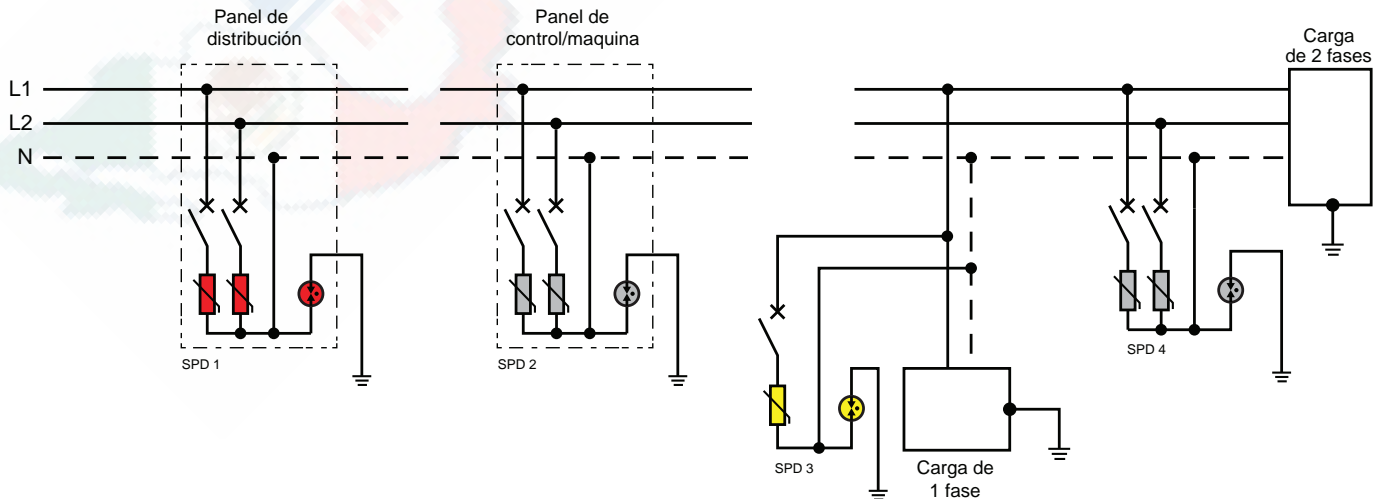 Panel de
distribución
Panel de
control/maquina
Carga
de 2 fases
L1
L2
N
SPD 1
SPD 2
SPD 4
SPD 3
Carga de
1 fase